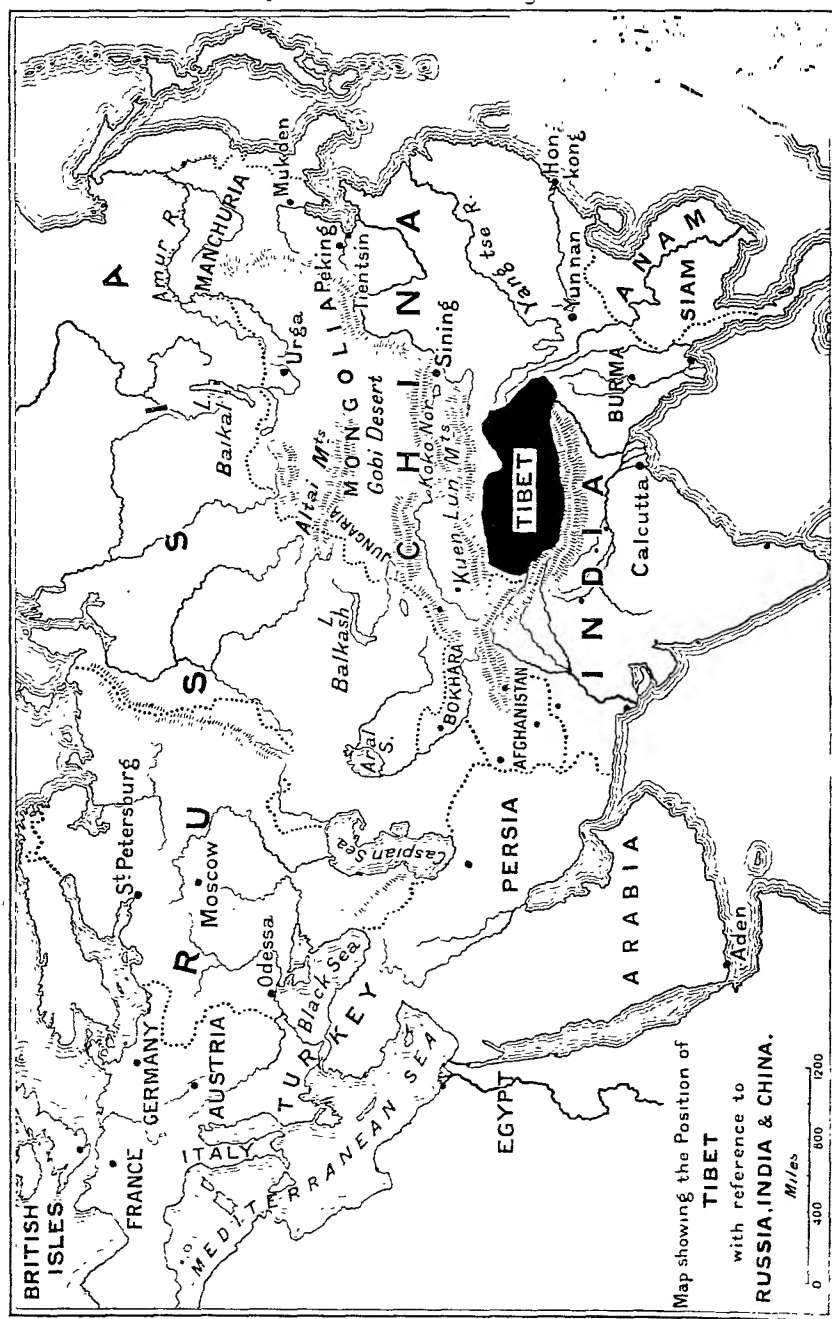 BRITISH
ISLES
FRANCE
GERMANY
AUSTRIA
ITALY
MEDITERRANEAN SEA
TURKEY
Black Sea
Odessa
St Petersburg
Moscow
RUSSIA
Caspian
Sea
Aral
S.
BOKHARA
L.
Balkash
Altai Mts
JUNGARIA
Baikal
L.
Urga
Amur R.
MANCHURIA
Mukden
Peking
Tientsin
MONGOLIA
Gobi Desert
CHINA
Koko Nor
Sining
Kuen Lun Mts
Yang tse R.
Hong
kong
Yunnan
TIBET
ANAM
SIAM
BURMA
INDIA
Calcutta
AFGHANISTAN
PERSIA
ARABIA
Aden
EGYPT
Map showing the Position of
TIBET
with reference to
RUSSIA, INDIA & CHINA.
Miles
0 400 800 1200